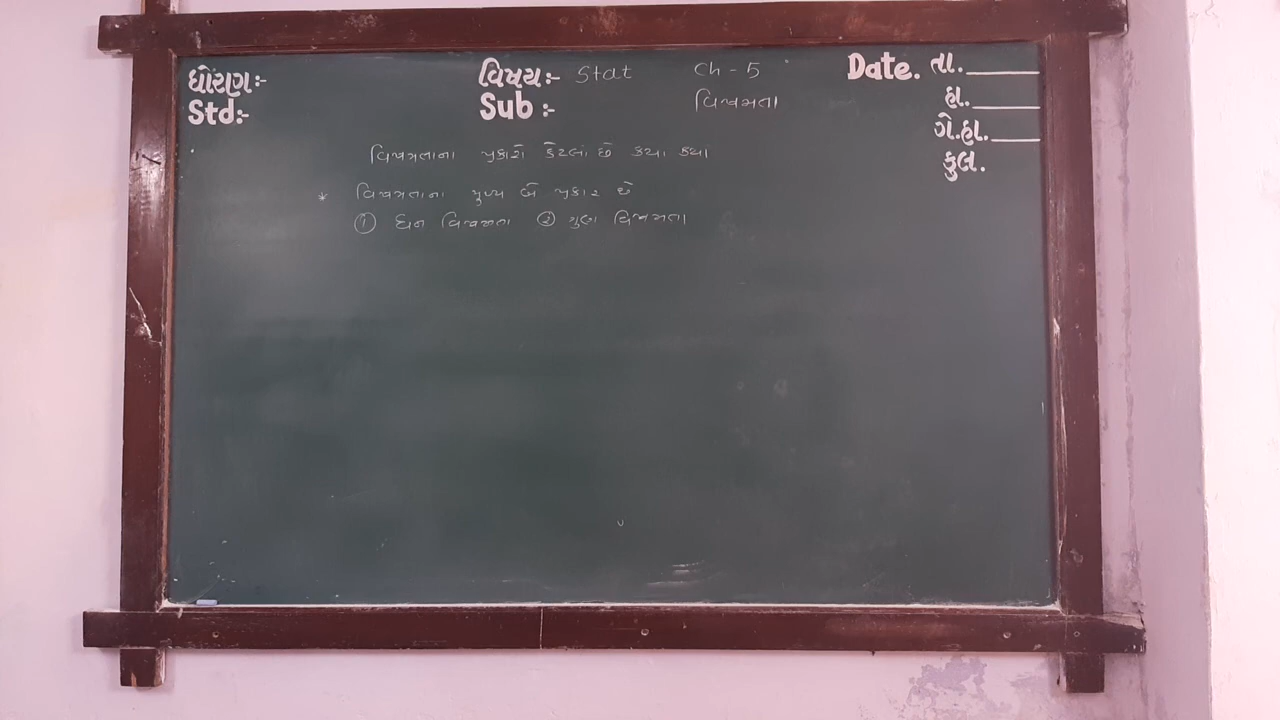 ધોરણ:- વિષય:- Stat Ch - 5 Date. તા.
Std:- Sub :- વિષમતા હા.
ગે.હા.
કુલ.
વિષમતાના પ્રકારો કેટલાં છે કયા કયા
* વિષમતાના મુખ્ય બે પ્રકાર છે
① ધન વિષમતા ② ઋણ વિષમતા